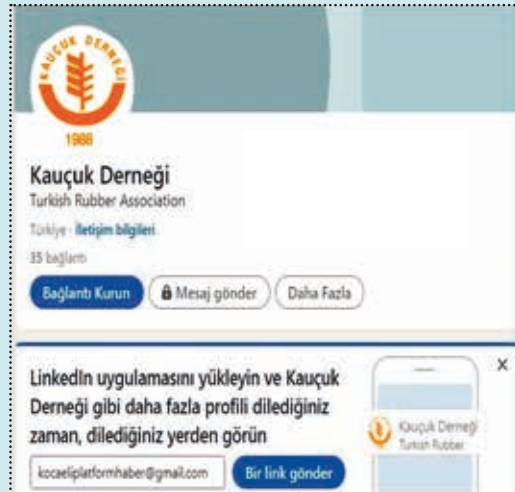 KAUÇUK DERNEĞİ
1988
Kauçuk Derneği
Turkish Rubber Association
Türkiye · İletişim bilgileri
35 bağlantı
Bağlantı Kurun
Mesaj gönder
Daha Fazla
LinkedIn uygulamasını yükleyin ve Kauçuk
Derneği gibi daha fazla profili dilediğiniz
zaman, dilediğiniz yerden görün
X
kocaeliplatformhaber@gmail.com
Bir link gönder
Kauçuk Derneği
Turkish Rubber